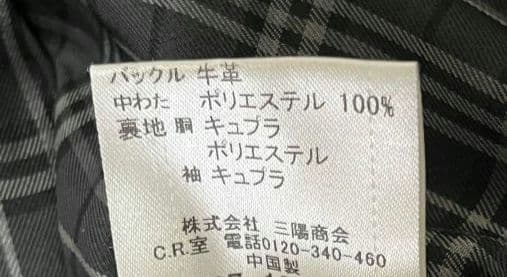 バックル 牛革
中わた ポリエステル 100%
裏地 胴 キュプラ
ポリエステル
袖 キュプラ
株式会社 三陽商会
C.R.室 電話0120-340-460
中国製